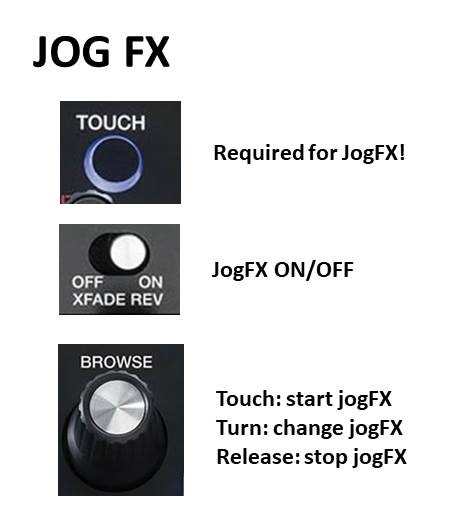 JOG FX
TOUCH
Required for JogFX!
OFF ON
XFADE REV
JogFX ON/OFF
BROWSE
Touch: start jogFX
Turn: change jogFX
Release: stop jogFX